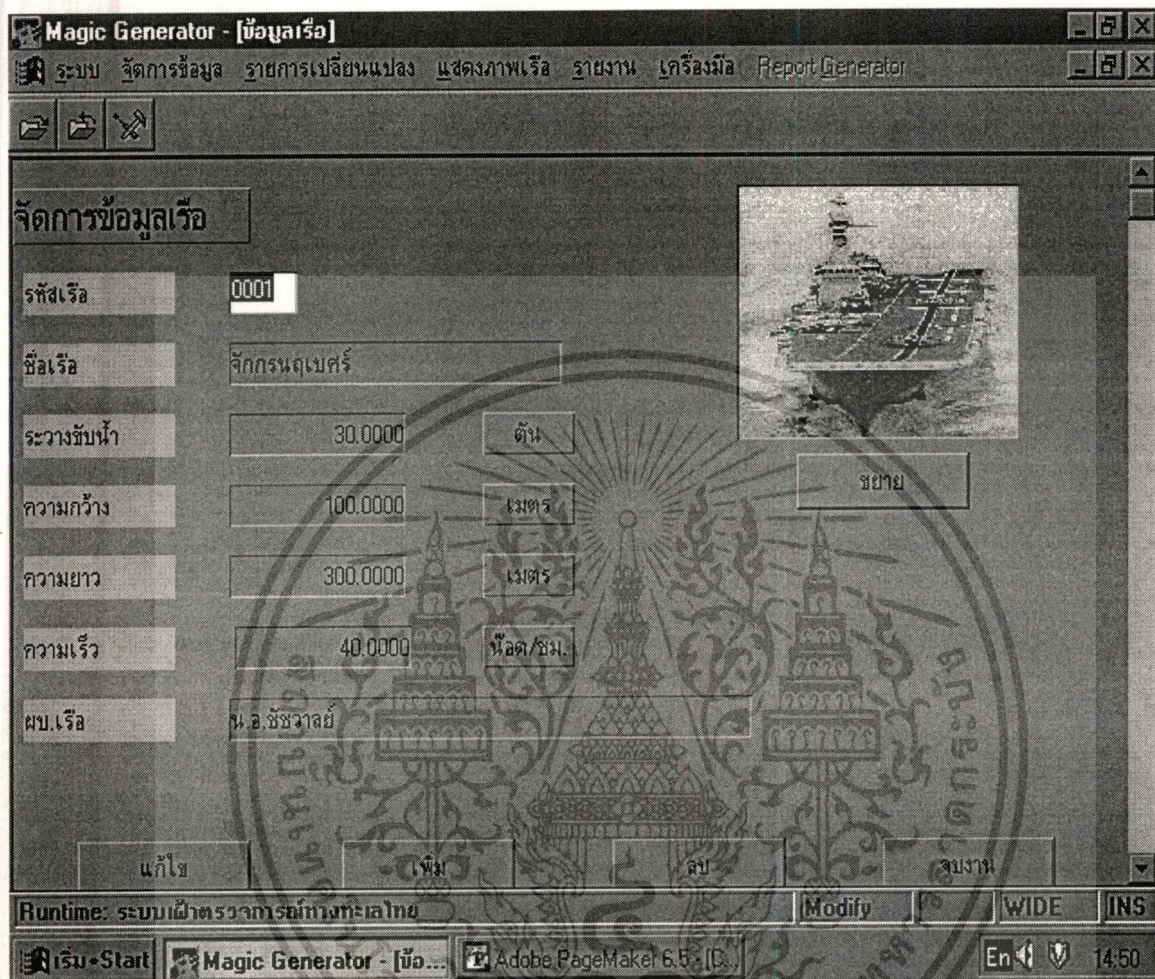 Magic Generator - [ข้อมูลเรือ]
ระบบ จัดการข้อมูล รายการเปลี่ยนแปลง แสดงภาพเรือ รายงาน เครื่องมือ Report Generator
จัดการข้อมูลเรือ
รหัสเรือ 0001
ชื่อเรือ จักกรนฤเบศร์
ระวางขับน้ำ 30.0000 ตัน
ขยาย
ความกว้าง 100.0000 เมตร
ความยาว 300.0000 เมตร
ความเร็ว 40.0000 น๊อต/ชม.
ผบ.เรือ น.อ.ชัชวาลย์
แก้ไข เพิ่ม ลบ จบงาน
Runtime: ระบบเฝ้าตรวจการณ์ทางทะเลไทย Modify WIDE INS
เริ่ม Start Magic Generator - [ข้อ... Adobe PageMaker 6.5 - [C... En 14:50